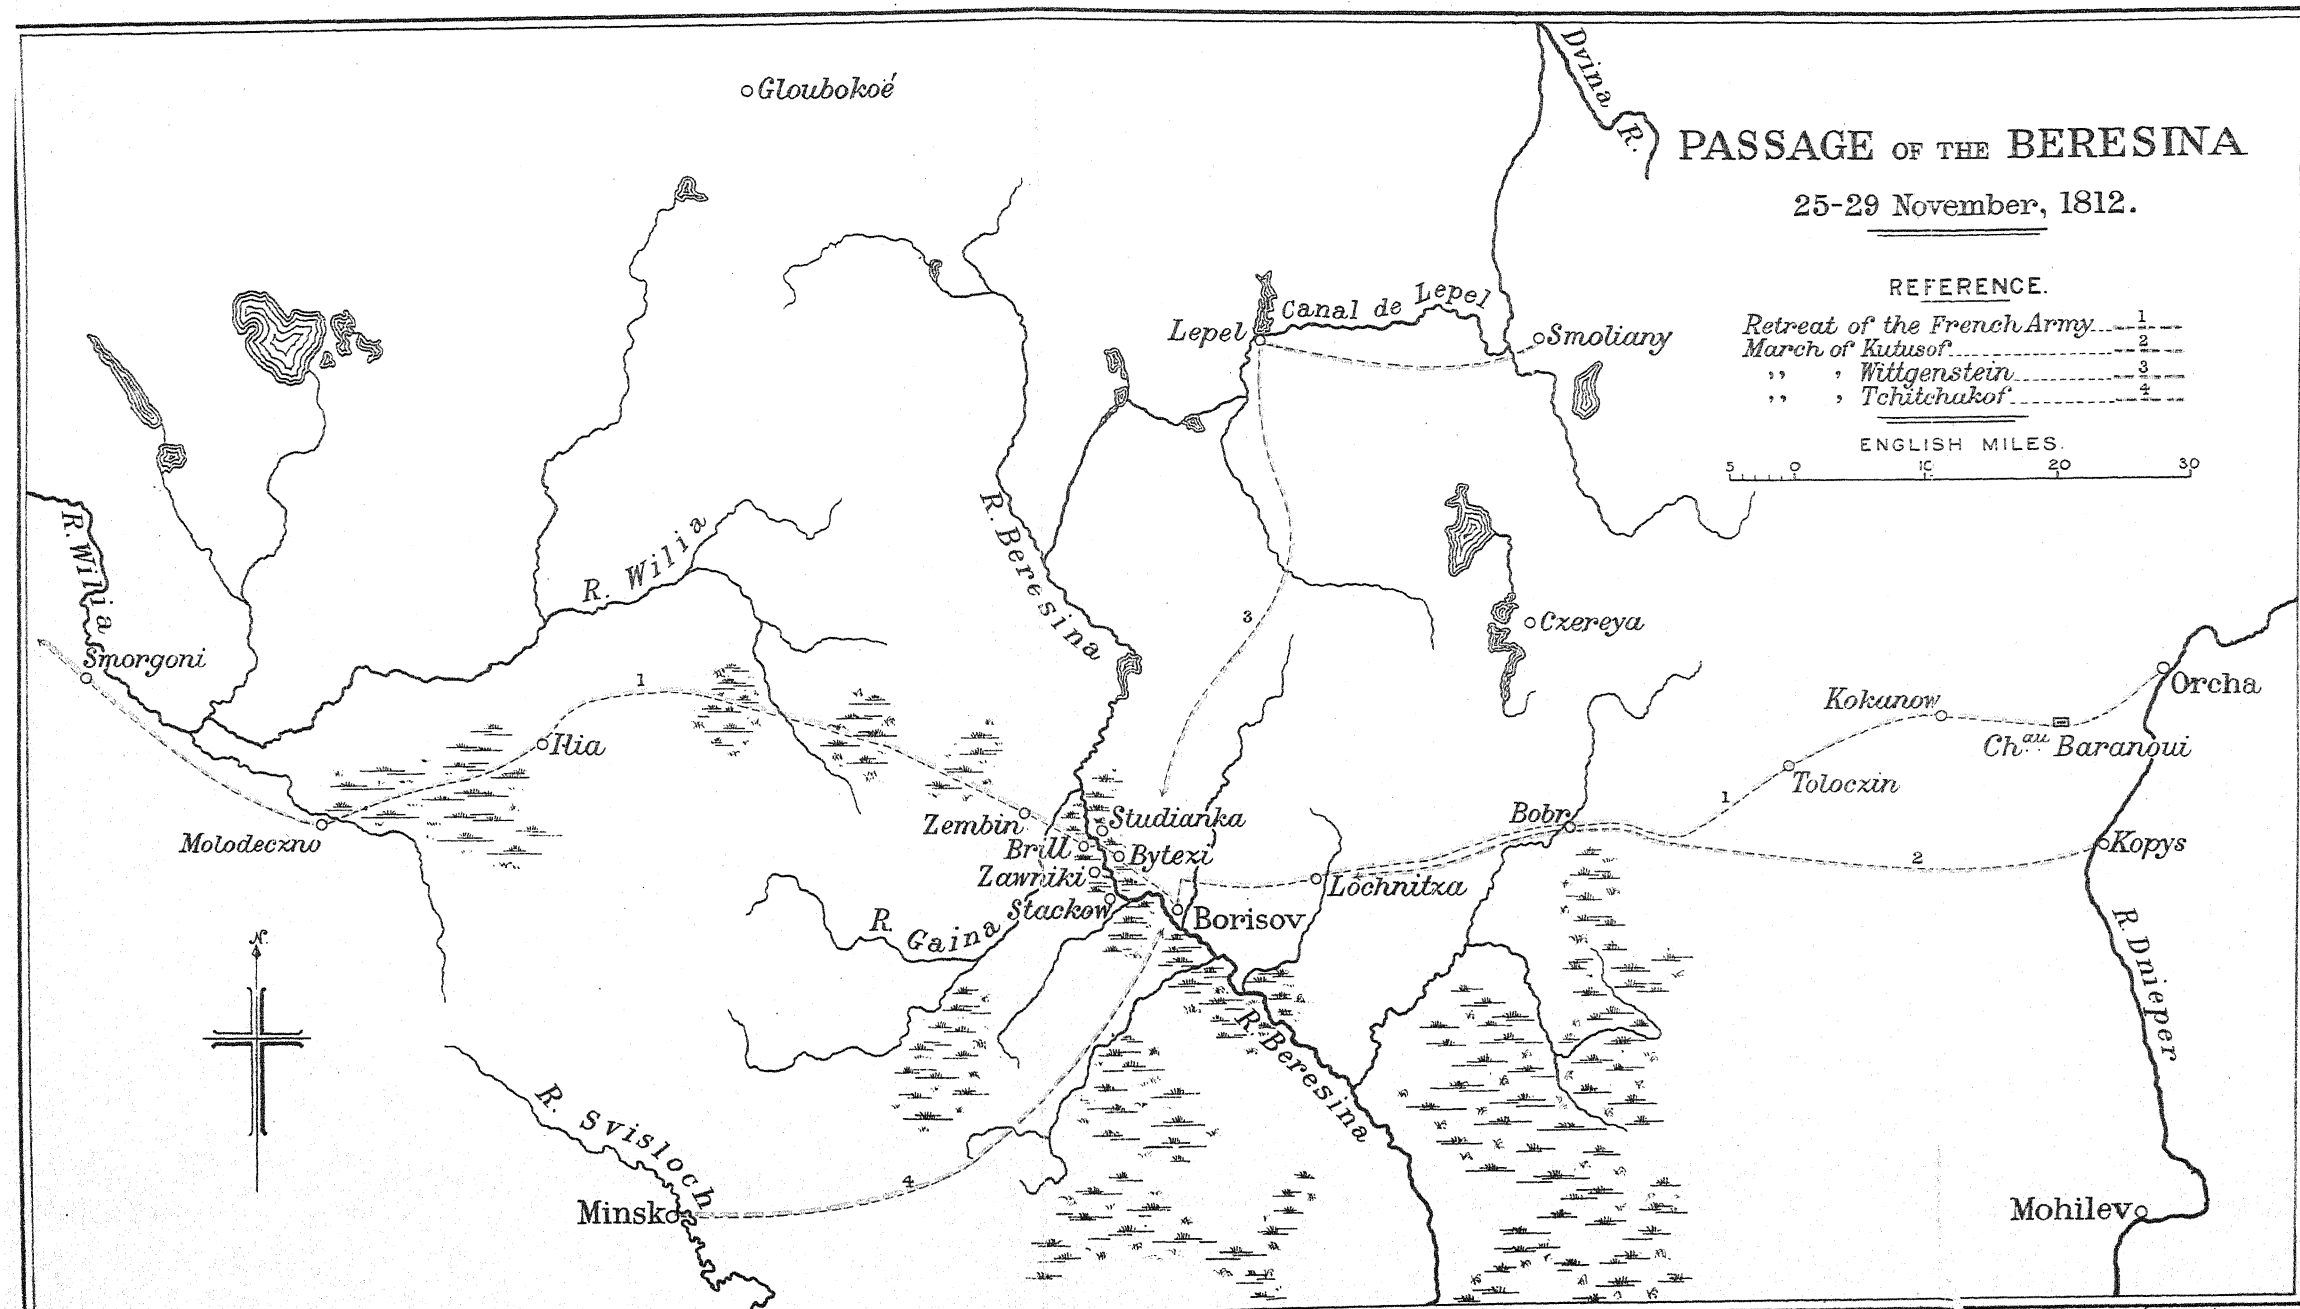 PASSAGE OF THE BERESINA
25-29 November, 1812.
REFERENCE.
Retreat of the French Army 1
March of Kutusof 2
,, , Wittgenstein 3
,, , Tchitchakof 4
ENGLISH MILES.
5 0 10 20 30
Dvina R.
Gloubokoé
Canal de Lepel
Lepel
Smoliany
R. Wilia
R. Wilia
R. Beresina
3
Czereya
Smorgoni
1
Orcha
Kokanow
Chau Baranoui
Ilia
Toloczin
1
Zembin
Studianka
Bobr
Molodeczno
Brill
Bytezi
Kopys
2
Zawniki
Lochnitza
Stackow
Borisov
R. Gaina
N.
R. Dnieper
R. Beresina
R. Svisloch
4
Minsk
Mohilev